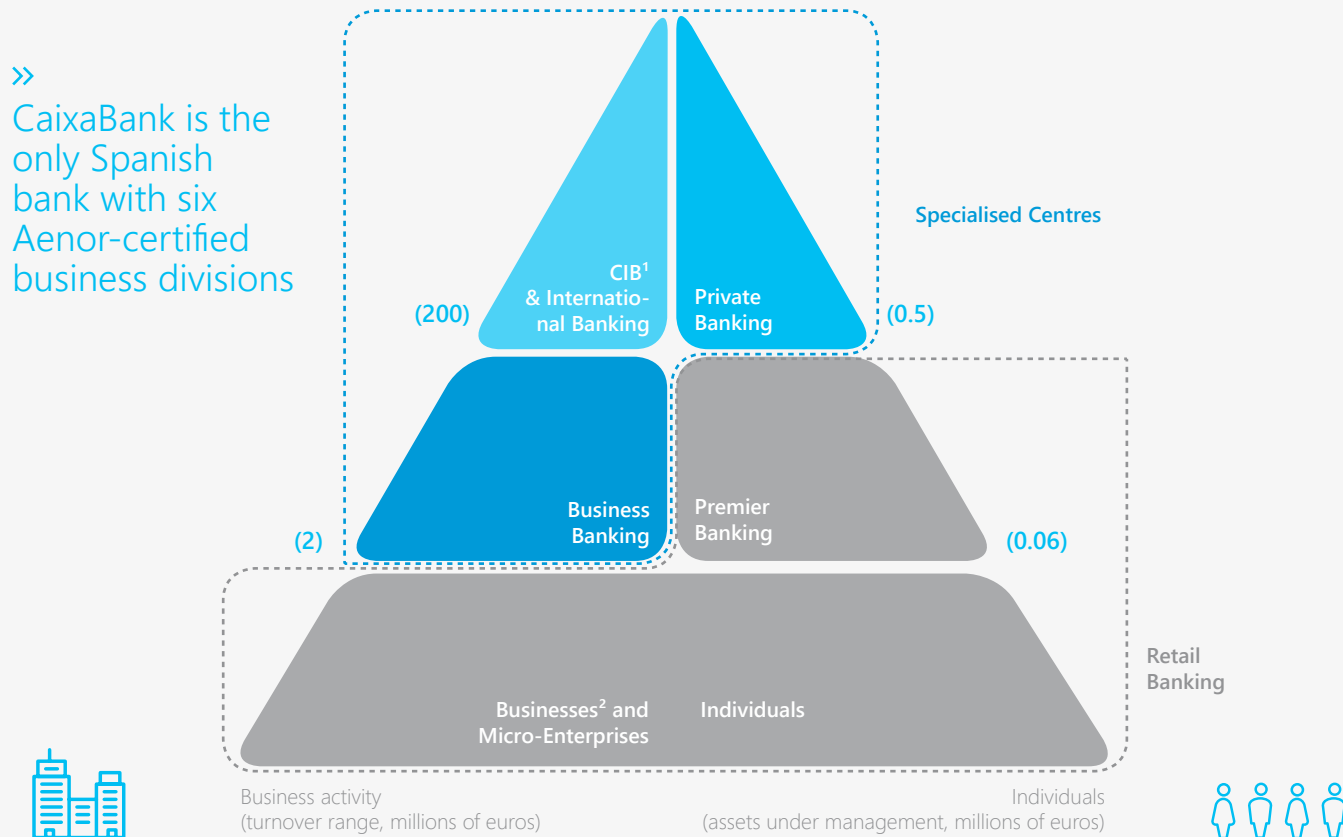 »
CaixaBank is the
only Spanish
bank with six
Aenor-certified
business divisions
Specialised Centres
CIB¹
& Internatio-
nal Banking
Private
Banking
(200)
(0.5)
Business
Banking
Premier
Banking
(2)
(0.06)
Retail
Banking
Businesses² and
Micro-Enterprises
Individuals
Business activity
(turnover range, millions of euros)
Individuals
(assets under management, millions of euros)